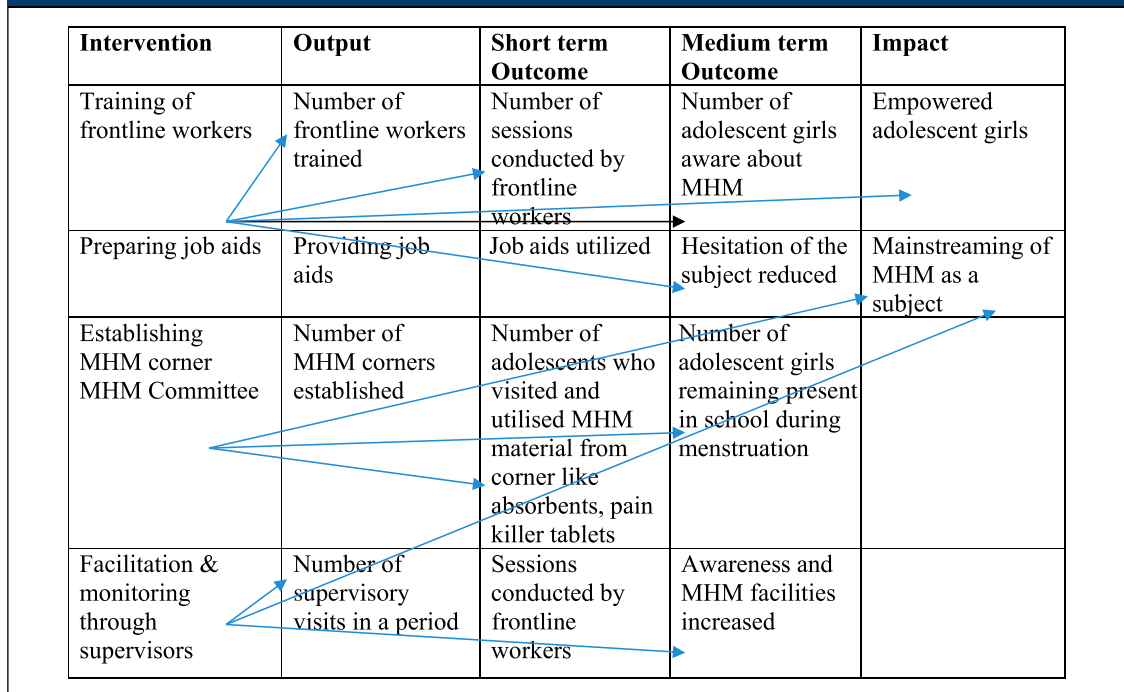 Intervention
Output
Short term
Outcome
Medium term
Outcome
Impact
Training of
frontline workers
Number of
frontline workers
trained
Number of
sessions
conducted by
frontline
workers
Number of
adolescent girls
aware about
MHM
Empowered
adolescent girls
Preparing job aids
Providing job
aids
Job aids utilized
Hesitation of the
subject reduced
Mainstreaming of
MHM as a
subject
Establishing
MHM corner
MHM Committee
Number of
MHM corners
established
Number of
adolescents who
visited and
utilised MHM
material from
corner like
absorbents, pain
killer tablets
Number of
adolescent girls
remaining present
in school during
menstruation
Facilitation &
monitoring
through
supervisors
Number of
supervisory
visits in a period
Sessions
conducted by
frontline
workers
Awareness and
MHM facilities
increased